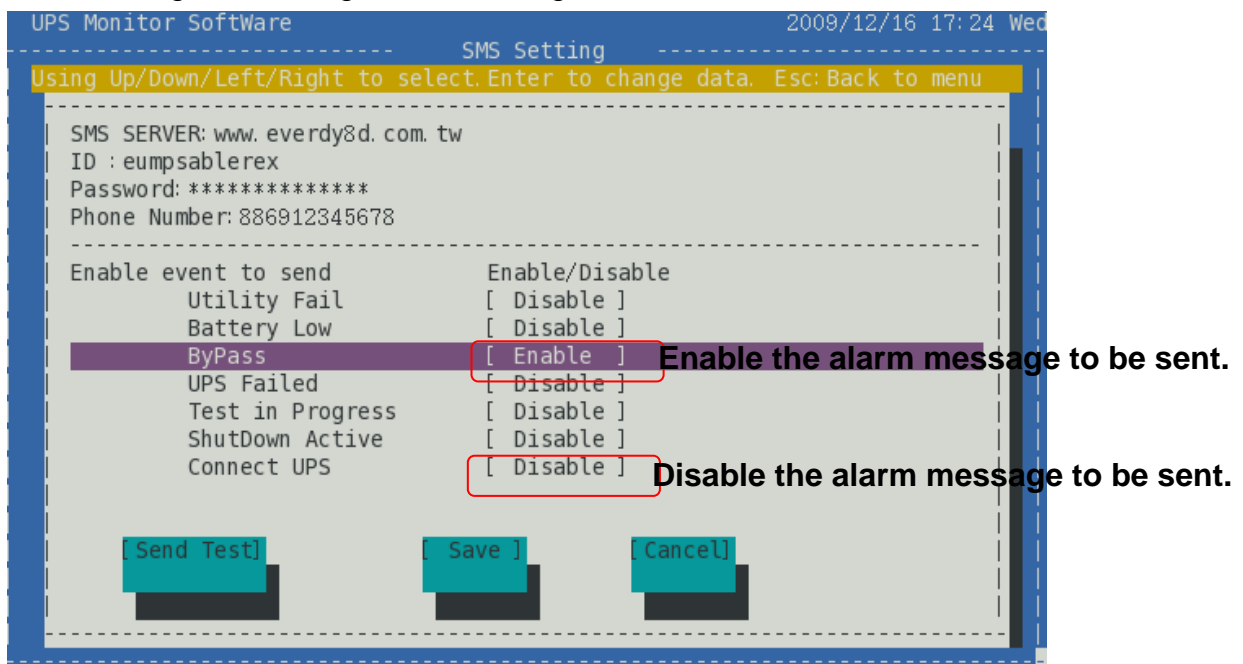 UPS Monitor SoftWare 2009/12/16 17:24 Wed
SMS Setting
Using Up/Down/Left/Right to select.Enter to change data. Esc:Back to menu
SMS SERVER:www.everdy8d.com.tw
ID :eumpsablerex
Password:**************
Phone Number:886912345678
Enable event to send Enable/Disable
Utility Fail [ Disable ]
Battery Low [ Disable ]
ByPass [ Enable ] Enable the alarm message to be sent.
UPS Failed [ Disable ]
Test in Progress [ Disable ]
ShutDown Active [ Disable ]
Connect UPS [ Disable ] Disable the alarm message to be sent.
[Send Test] [ Save ] [Cancel]